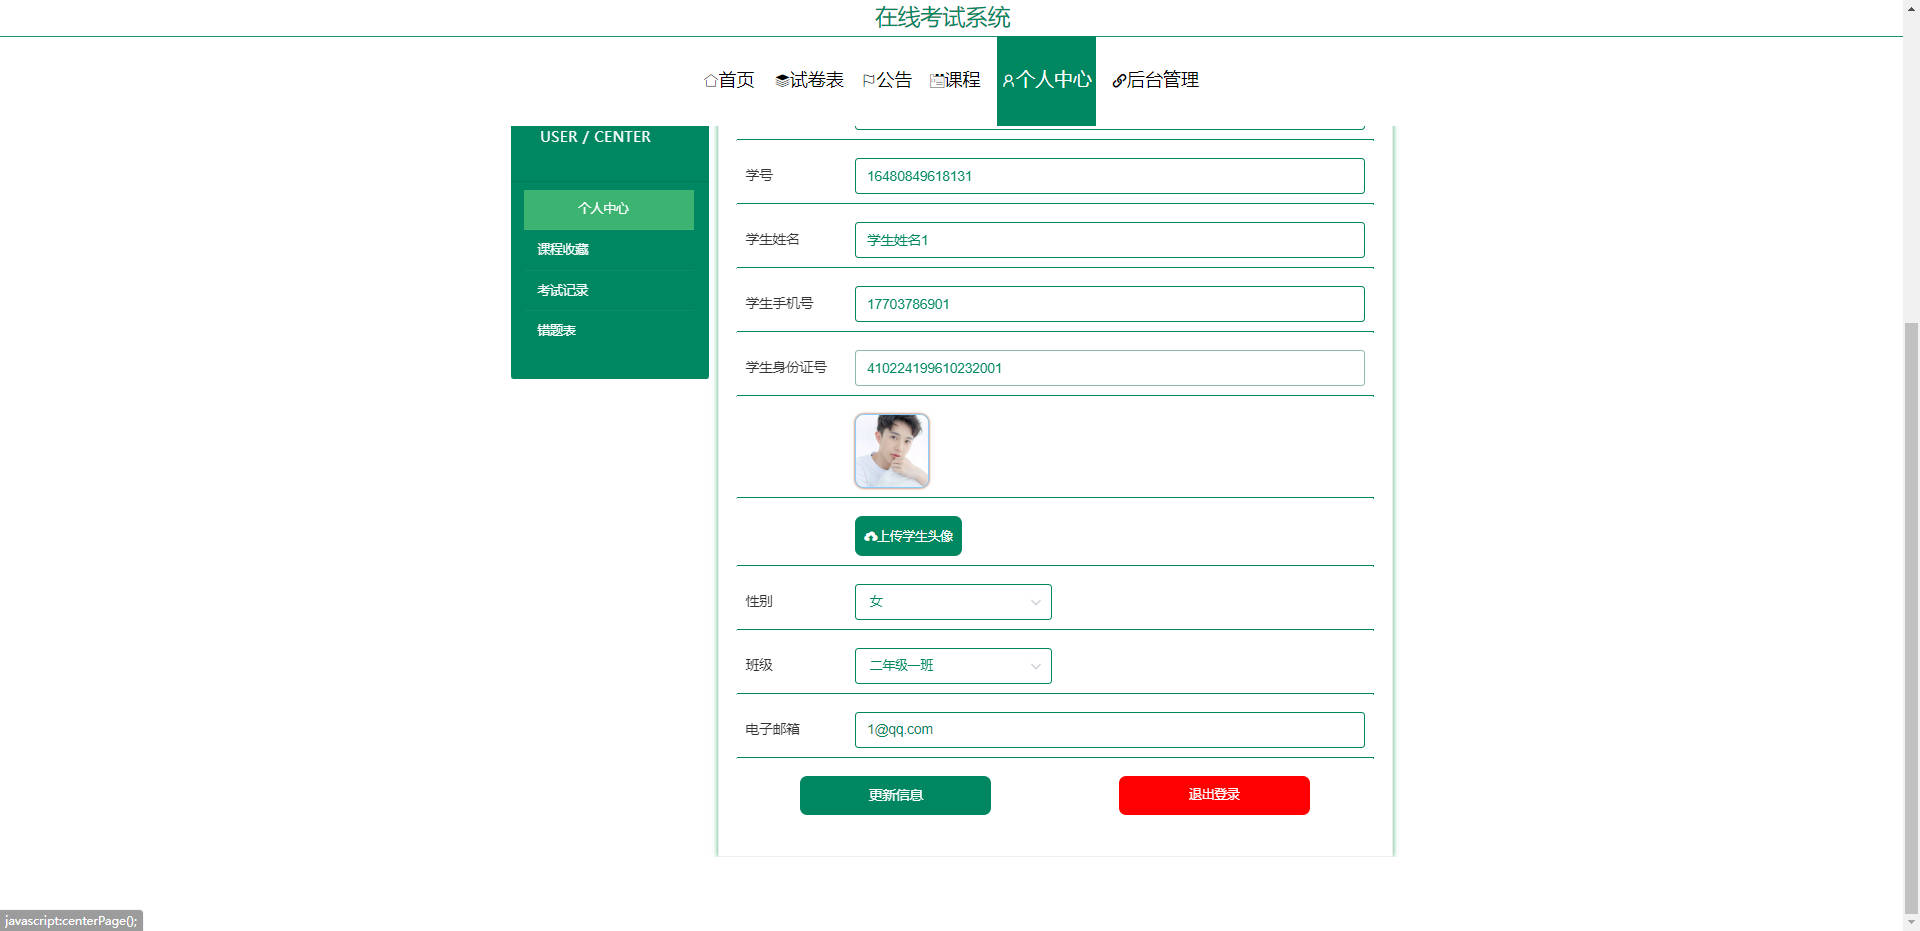 在线考试系统
首页 试卷表 公告 课程 个人中心 后台管理
USER / CENTER
个人中心
课程收藏
考试记录
错题表
学号 16480849618131
学生姓名 学生姓名1
学生手机号 17703786901
学生身份证号 410224199610232001
上传学生头像
性别 女
班级 二年级一班
电子邮箱 1@qq.com
更新信息 退出登录
javascript:centerPage();